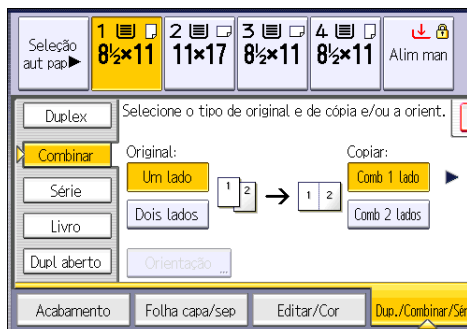 Seleção
aut pap►
1
8½×11
2
11×17
3
8½×11
4
8½×11
Alim man
Duplex
Selecione o tipo de original e de cópia e/ou a orient.
Combinar
Original:
Copiar:
Um lado
1 2
1 2
Comb 1 lado
Série
Dois lados
Comb 2 lados
Livro
Dupl aberto
Orientação ...
Acabamento
Folha capa/sep
Editar/Cor
Dup./Combinar/Sér